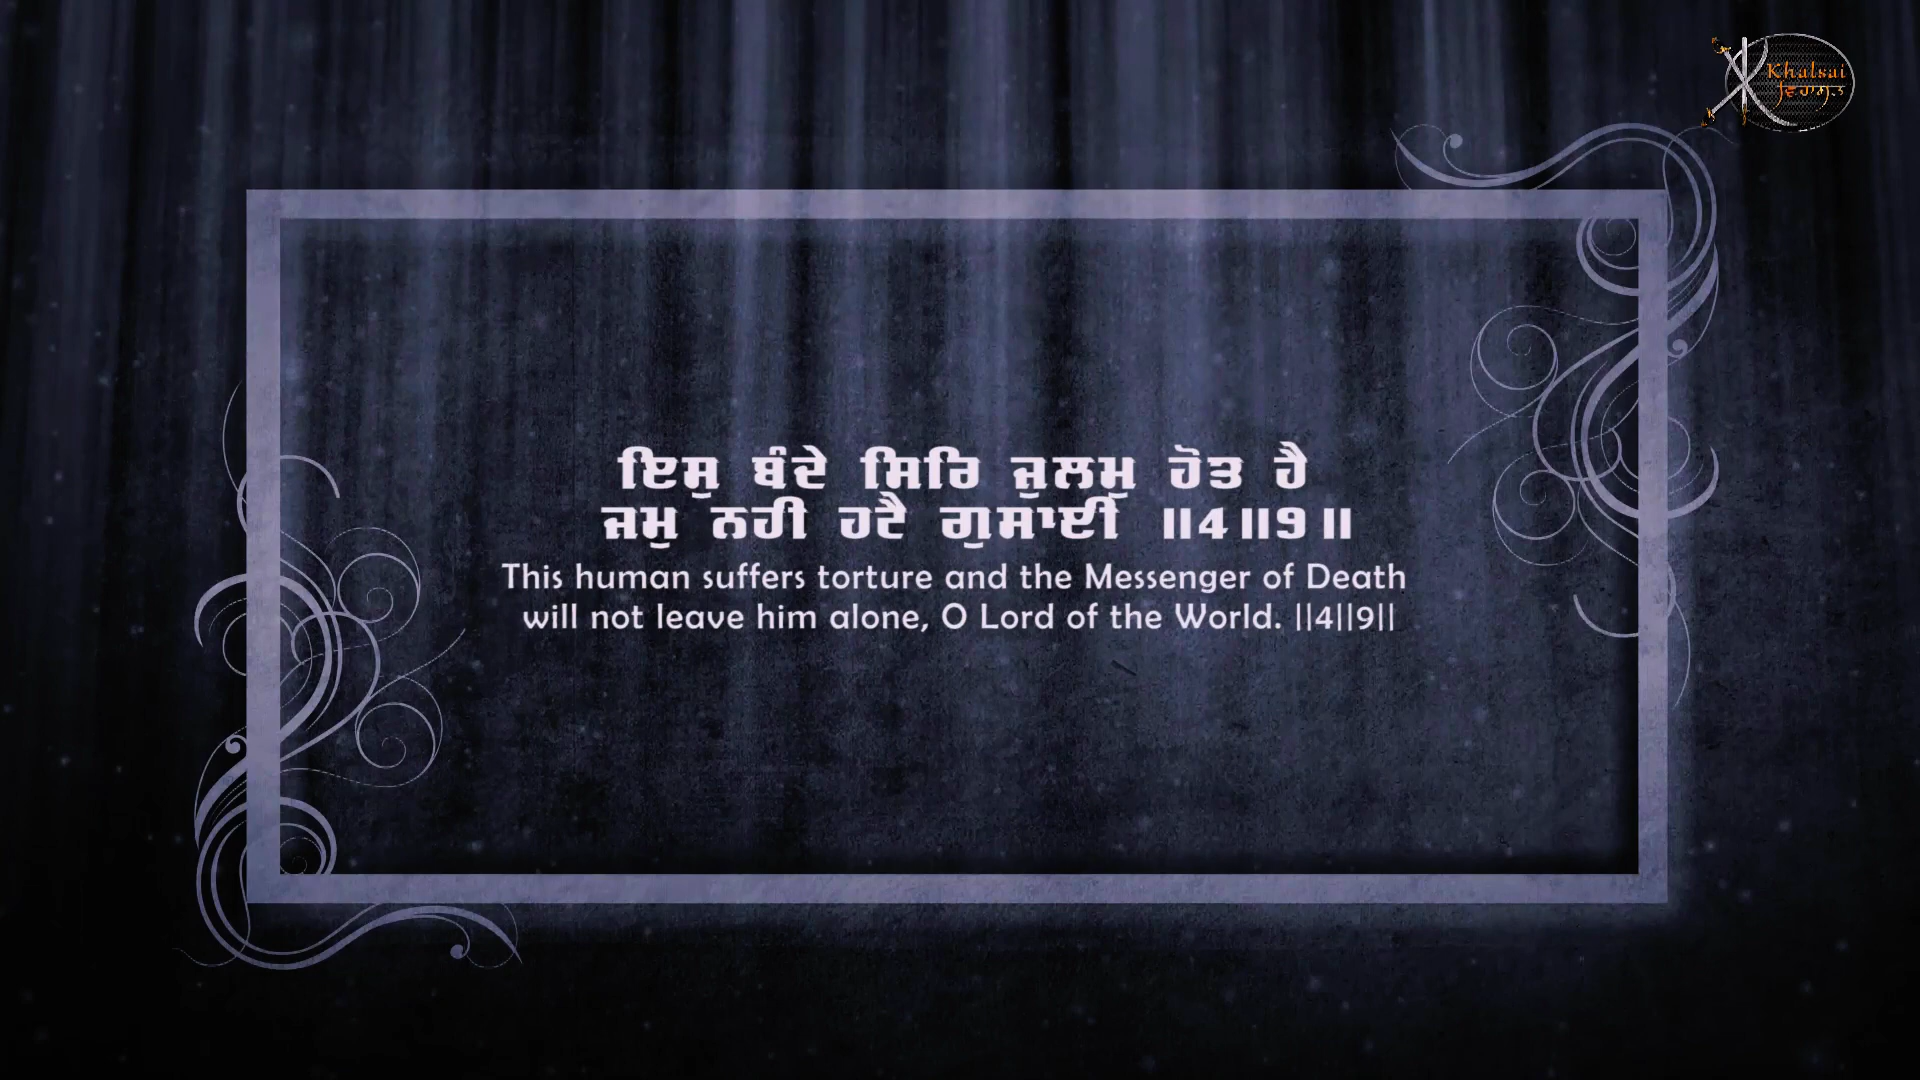 Khalsai
ਵਿਰਾਸਤ
ਇਸੁ ਬੰਦੇ ਸਿਰਿ ਜੁਲਮੁ ਹੋਤ ਹੈ
ਜਮੁ ਨਹੀ ਹਟੈ ਗੁਸਾਈ ॥4॥9॥
This human suffers torture and the Messenger of Death
will not leave him alone, O Lord of the World. ||4||9||